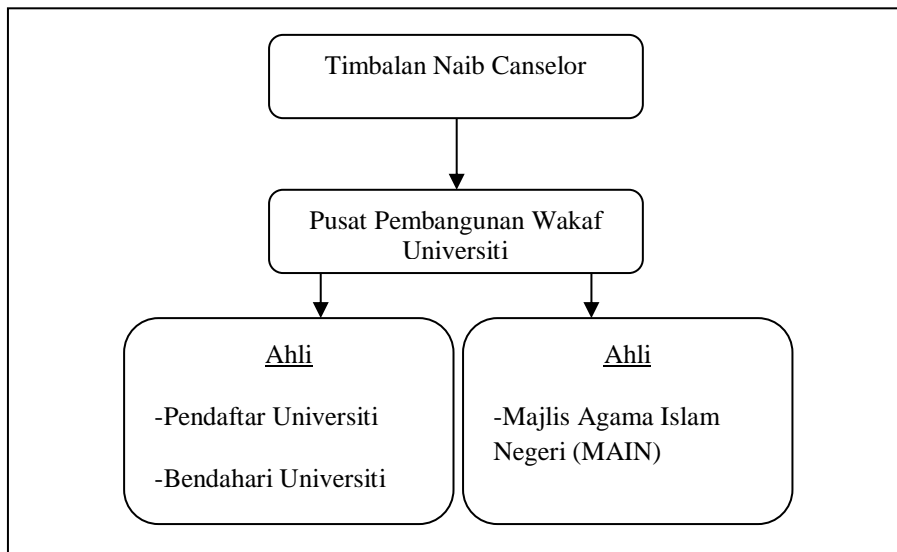 Timbalan Naib Canselor
Pusat Pembangunan Wakaf
Universiti
Ahli
-Pendaftar Universiti
-Bendahari Universiti
Ahli
-Majlis Agama Islam
Negeri (MAIN)